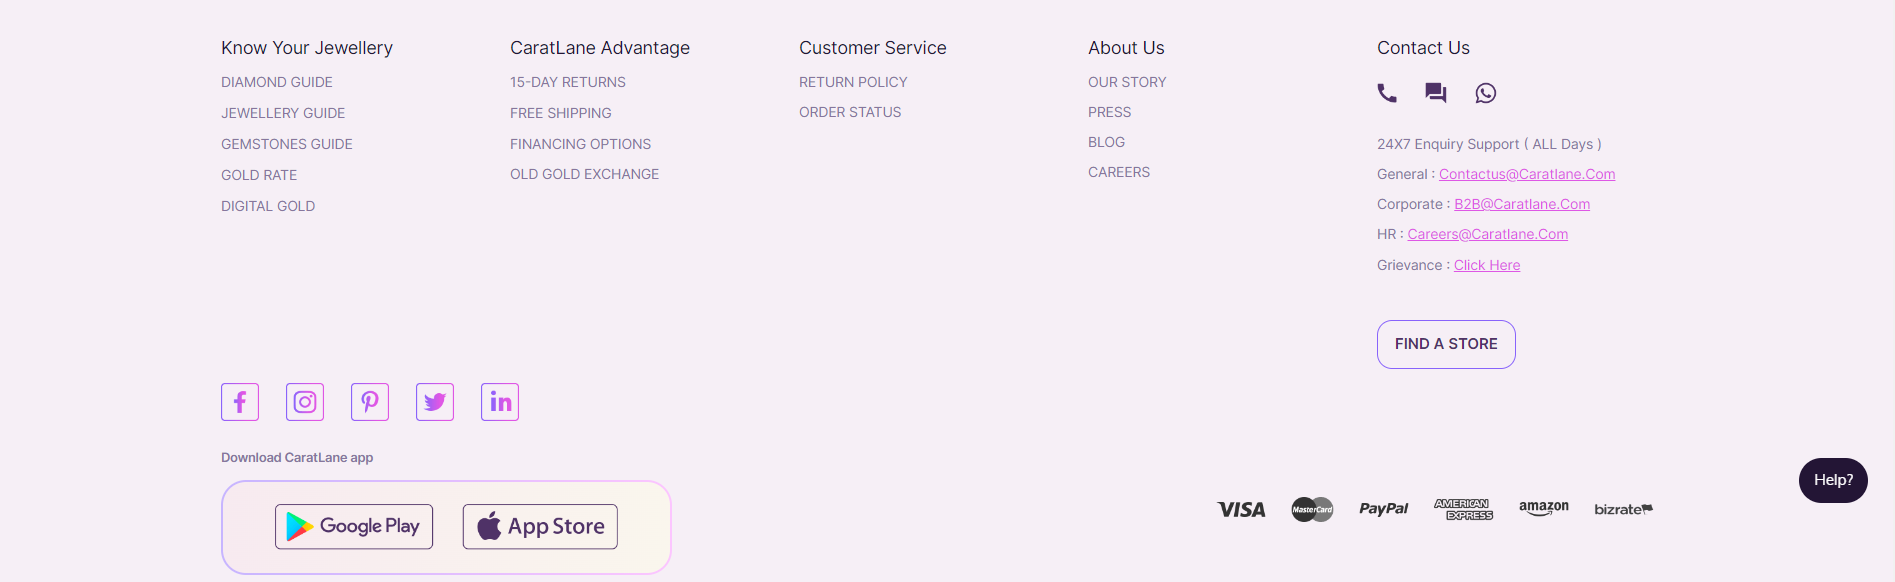 Know Your Jewellery
DIAMOND GUIDE
JEWELLERY GUIDE
GEMSTONES GUIDE
GOLD RATE
DIGITAL GOLD
CaratLane Advantage
15-DAY RETURNS
FREE SHIPPING
FINANCING OPTIONS
OLD GOLD EXCHANGE
Customer Service
RETURN POLICY
ORDER STATUS
About Us
OUR STORY
PRESS
BLOG
CAREERS
Contact Us
24X7 Enquiry Support ( ALL Days )
General : Contactus@Caratlane.Com
Corporate : B2B@Caratlane.Com
HR : Careers@Caratlane.Com
Grievance : Click Here
FIND A STORE
Download CaratLane app
Google Play
App Store
VISA
MasterCard
PayPal
AMERICAN EXPRESS
amazon
bizrate
Help?